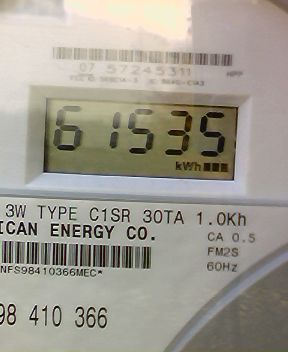 07 57245311
HPP
61535
kWh
3W TYPE C1SR 30TA 1.0Kh
ICAN ENERGY CO.
CA 0.5
FM2S
60Hz
NFS98410366MEC*
98 410 366